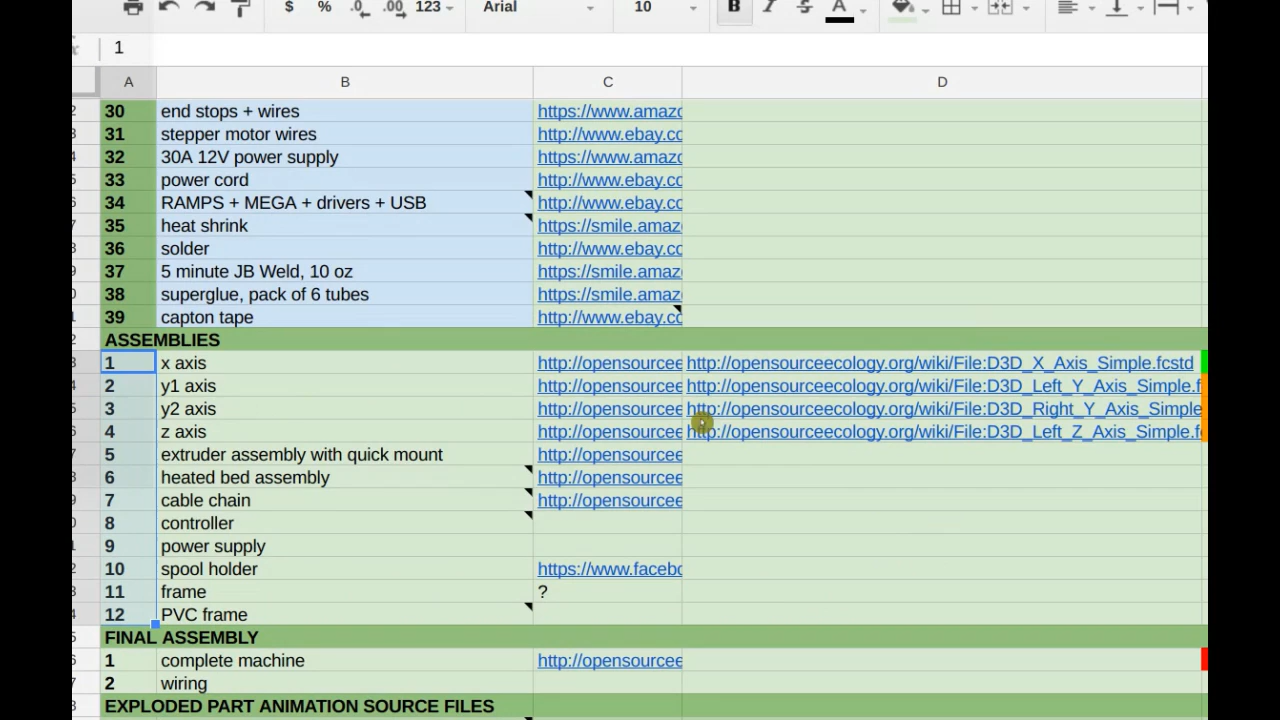 $ % .0 .00 123 Arial 10 B I S A
1
A B C D
30 end stops + wires https://www.amazo
31 stepper motor wires http://www.ebay.co
32 30A 12V power supply https://www.amazo
33 power cord http://www.ebay.co
34 RAMPS + MEGA + drivers + USB http://www.ebay.co
35 heat shrink https://smile.amaz
36 solder http://www.ebay.co
37 5 minute JB Weld, 10 oz https://smile.amaz
38 superglue, pack of 6 tubes https://smile.amaz
39 capton tape http://www.ebay.co
ASSEMBLIES
1 x axis http://opensourcee http://opensourceecology.org/wiki/File:D3D_X_Axis_Simple.fcstd
2 y1 axis http://opensourcee http://opensourceecology.org/wiki/File:D3D_Left_Y_Axis_Simple.f
3 y2 axis http://opensourcee http://opensourceecology.org/wiki/File:D3D_Right_Y_Axis_Simple
4 z axis http://opensourcee http://opensourceecology.org/wiki/File:D3D_Left_Z_Axis_Simple.f
5 extruder assembly with quick mount http://opensourcee
6 heated bed assembly http://opensourcee
7 cable chain http://opensourcee
8 controller
9 power supply
10 spool holder https://www.facebo
11 frame ?
12 PVC frame
FINAL ASSEMBLY
1 complete machine http://opensourcee
2 wiring
EXPLODED PART ANIMATION SOURCE FILES